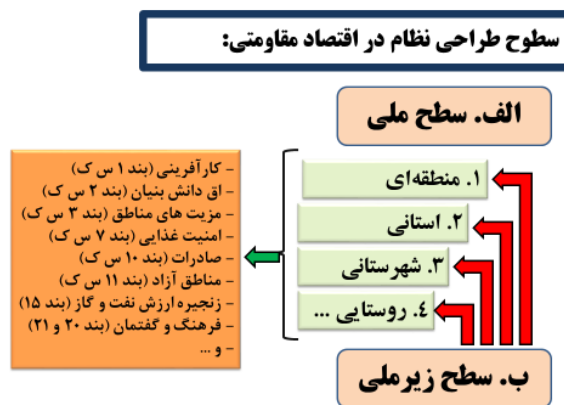 سطوح طراحی نظام در اقتصاد مقاومتی:
الف. سطح ملی
۱. منطقه‌ای
۲. استانی
۳. شهرستانی
۴. روستایی ...
ب. سطح زیرملی
- کارآفرینی (بند ۱ س ک)
- اق دانش بنیان (بند ۲ س ک)
- مزیت های مناطق (بند ۳ س ک)
- امنیت غذایی (بند ۷ س ک)
- صادرات (بند ۱۰ س ک)
- مناطق آزاد (بند ۱۱ س ک)
- زنجیره ارزش نفت و گاز (بند ۱۵)
- فرهنگ و گفتمان (بند ۲۰ و ۲۱)
- و ...